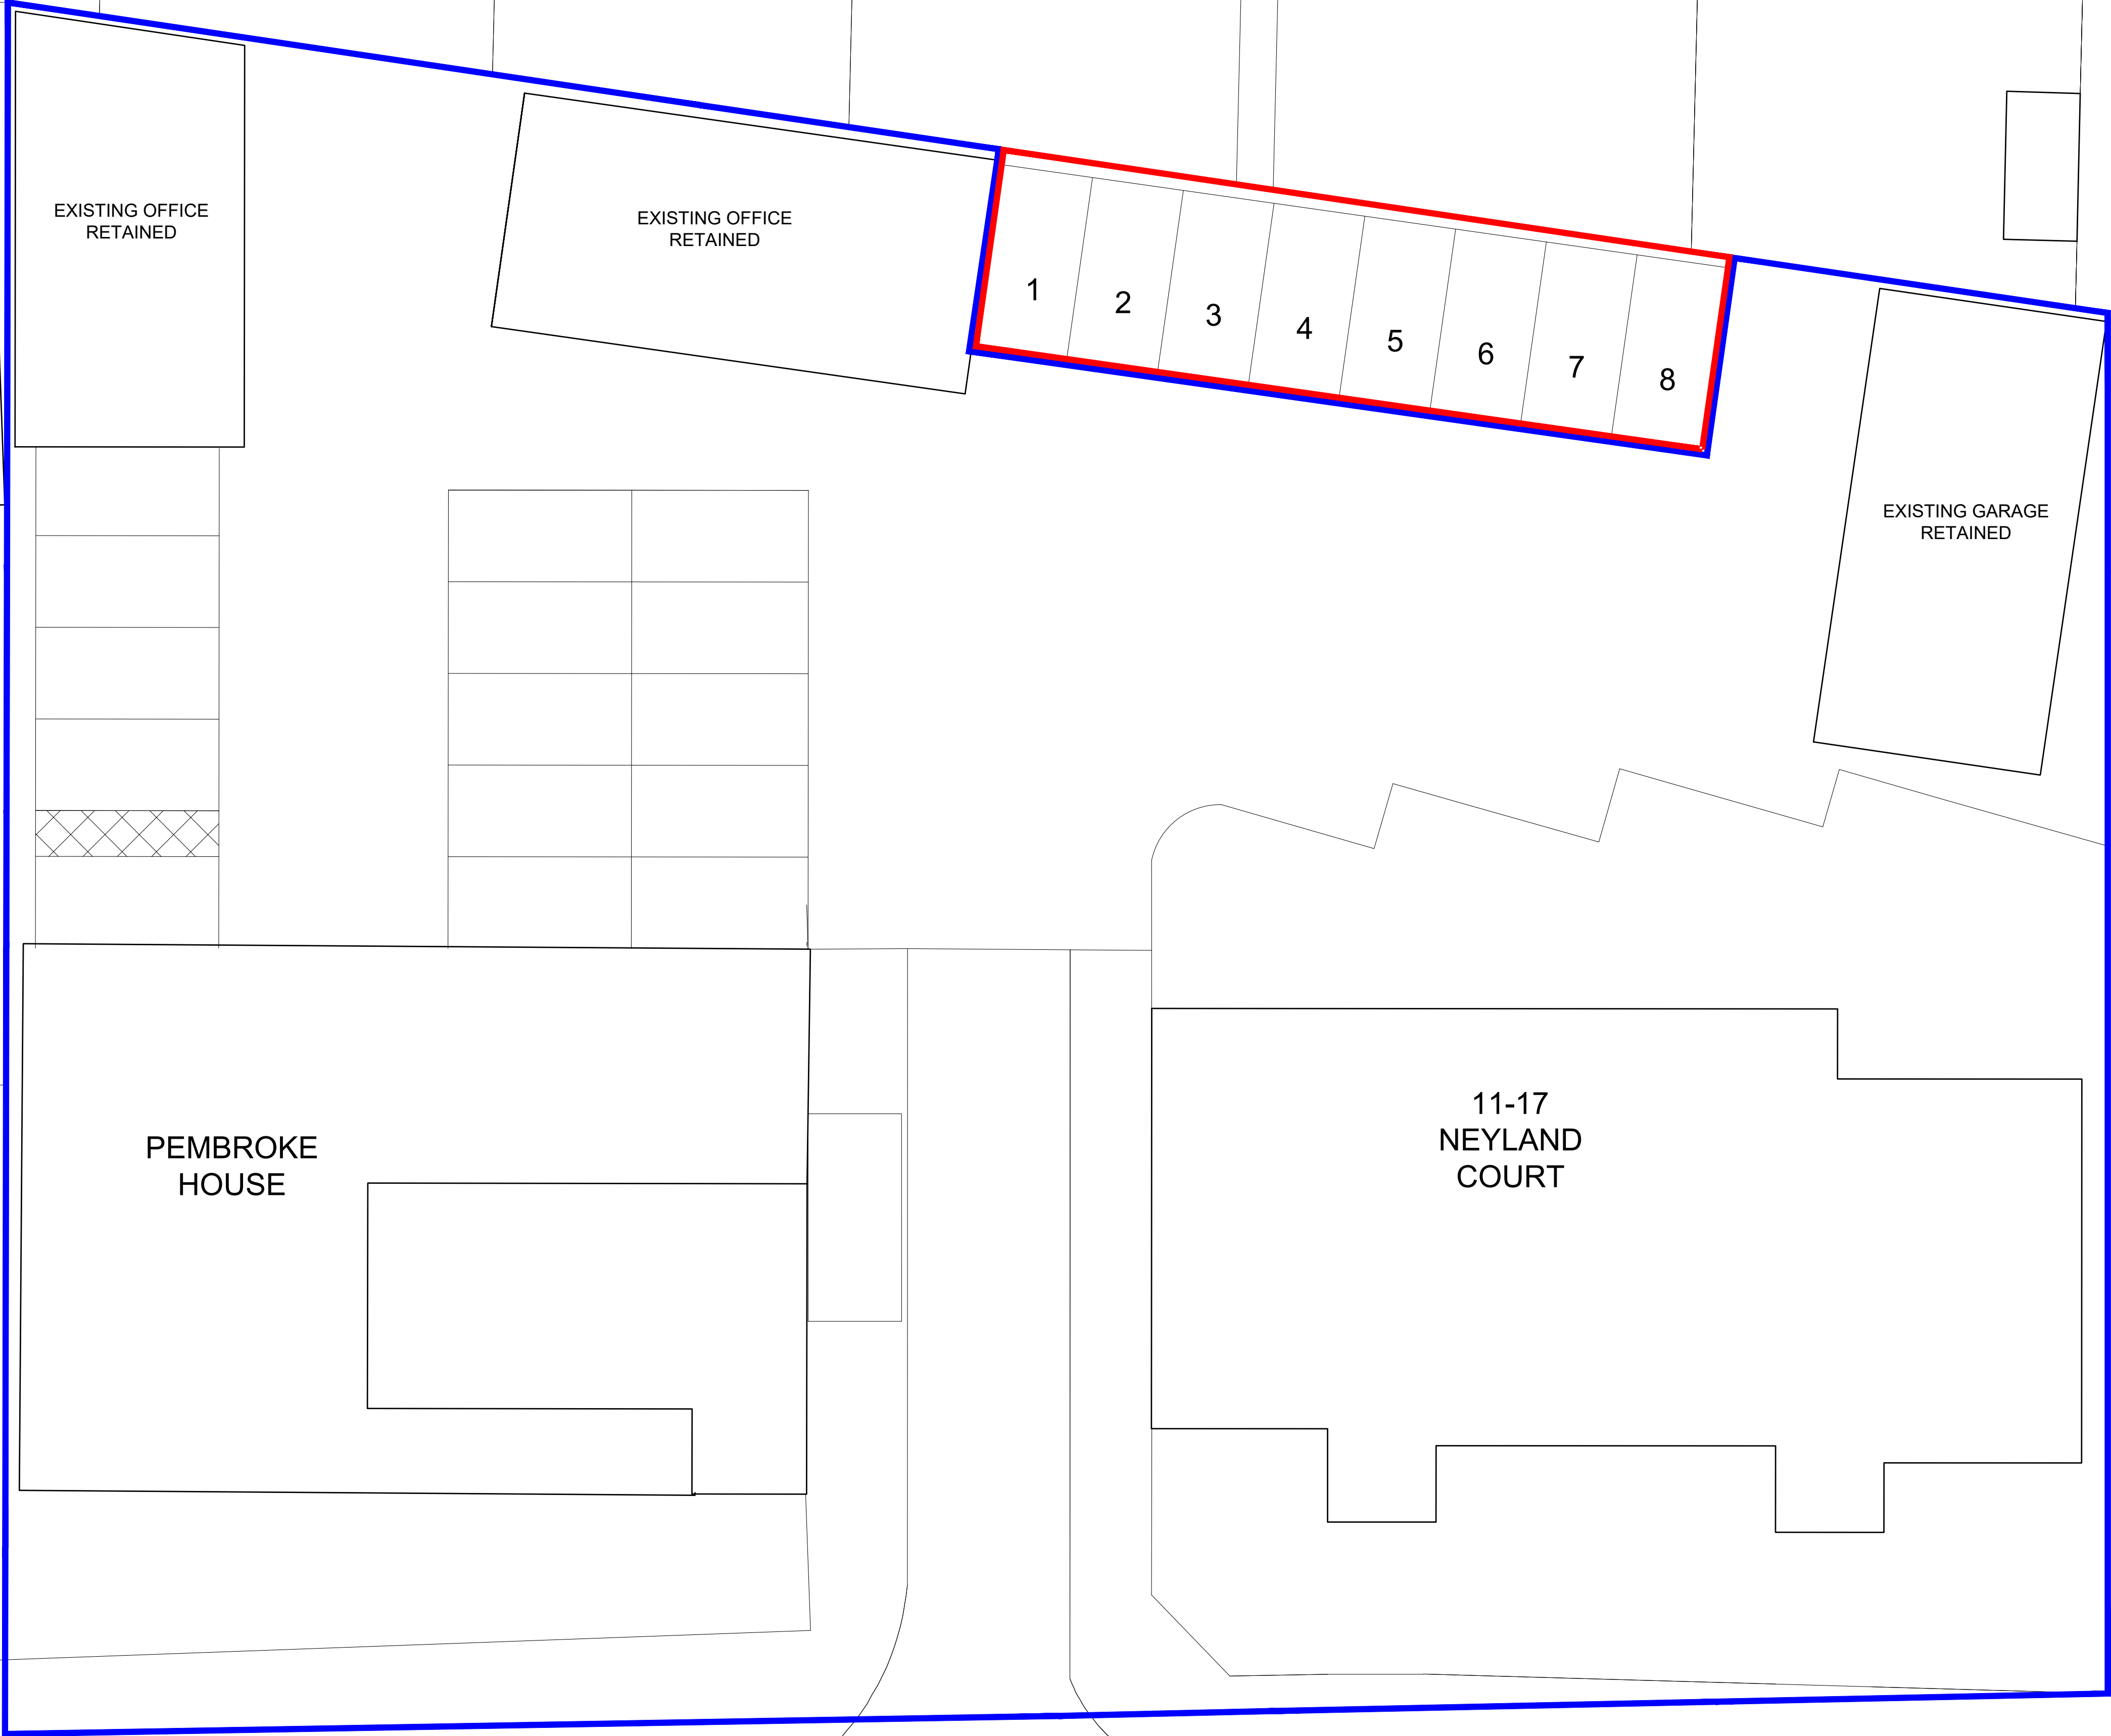 EXISTING OFFICE
RETAINED
EXISTING OFFICE
RETAINED
1
2
3
4
5
6
7
8
EXISTING GARAGE
RETAINED
PEMBROKE
HOUSE
11-17
NEYLAND
COURT